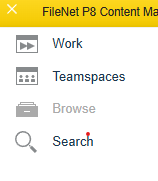 FileNet P8 Content Ma
Work
Teamspaces
Browse
Search